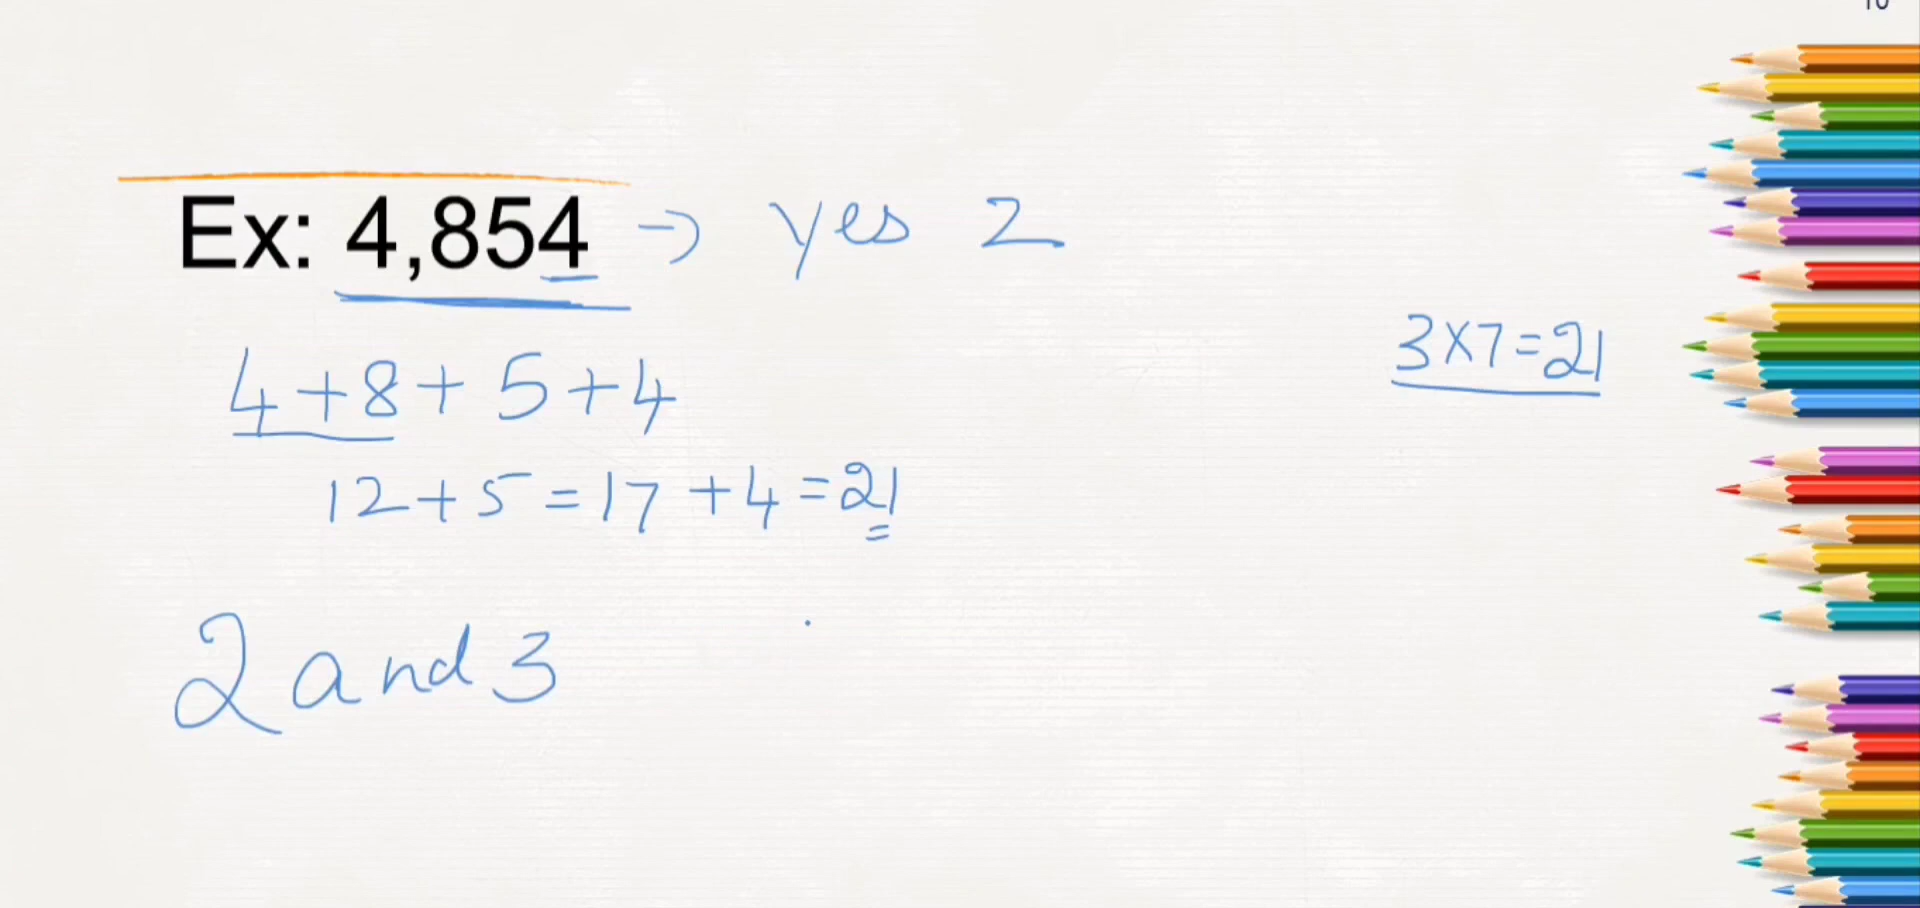 Ex: 4,854 → yes 2
3x7=21
4+8+5+4
12+5=17+4=21
2 and 3